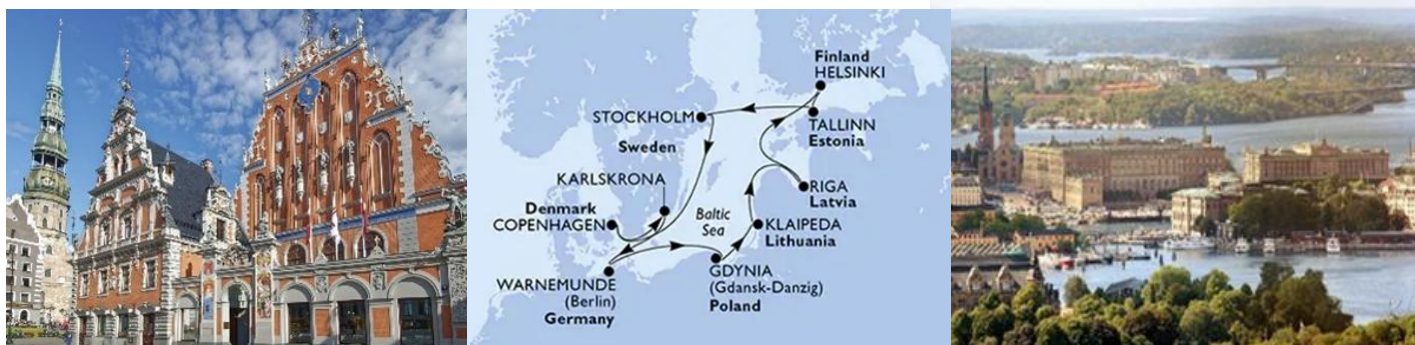 Finland
HELSINKI
STOCKHOLM
TALLINN
Estonia
Sweden
KARLSKRONA
RIGA
Latvia
Denmark
COPENHAGEN
Baltic
Sea
KLAIPEDA
Lithuania
WARNEMUNDE
(Berlin)
Germany
GDYNIA
(Gdansk-Danzig)
Poland